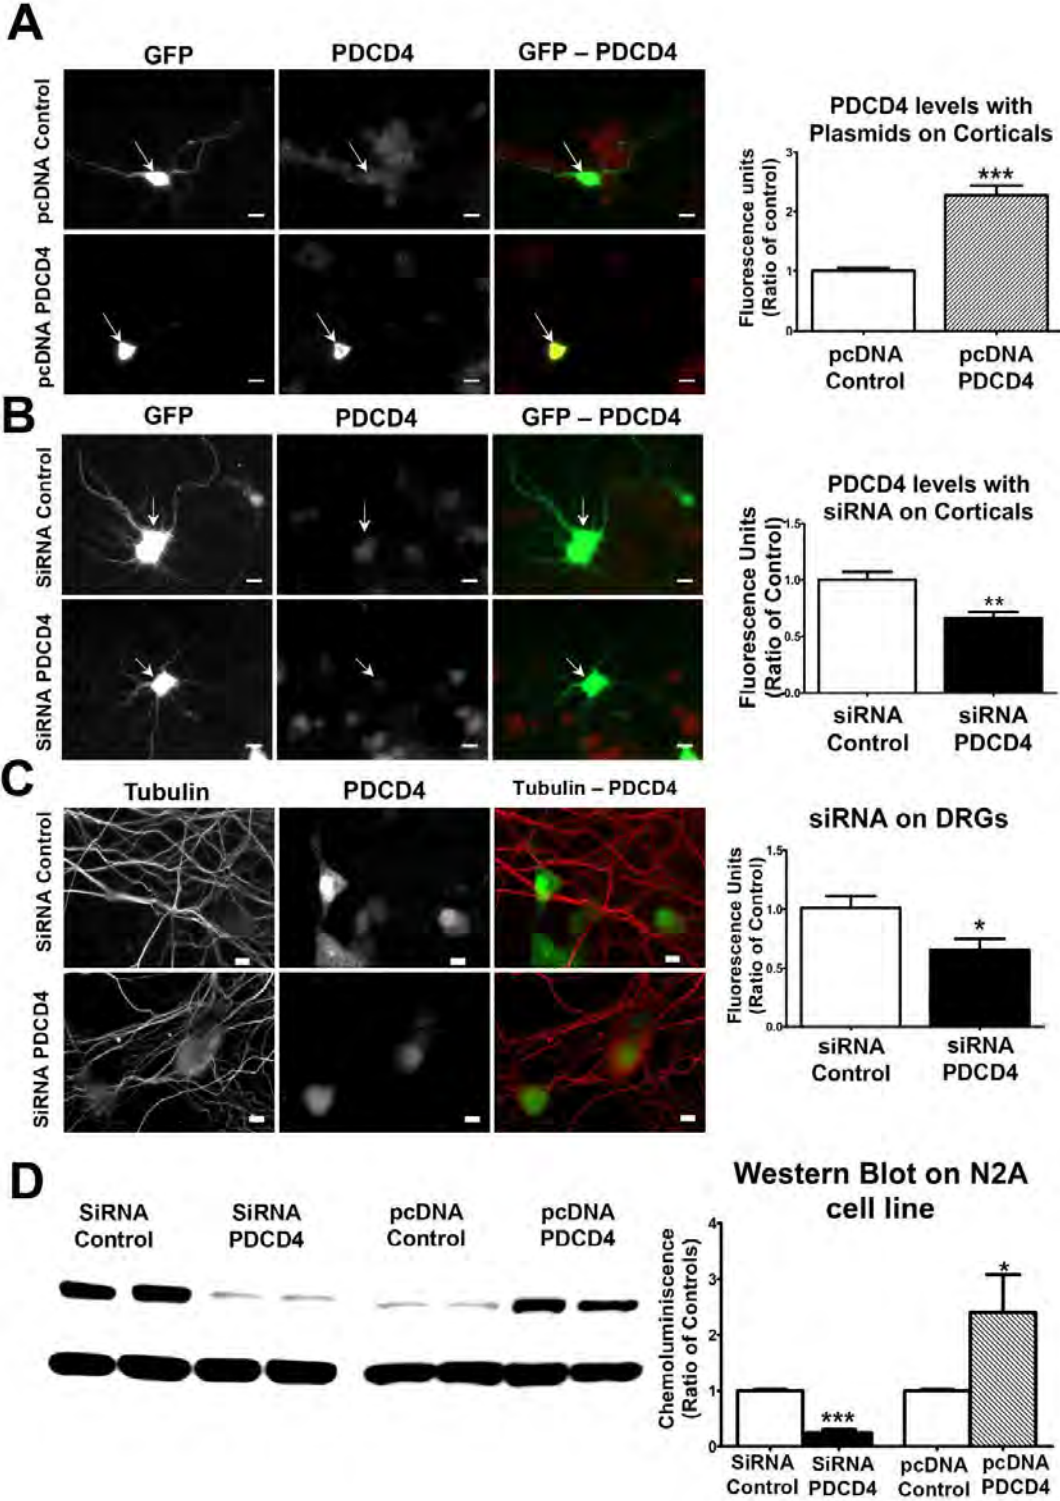 A
GFP
PDCD4
GFP – PDCD4
pcDNA Control
pcDNA PDCD4
PDCD4 levels with
Plasmids on Corticals
Fluorescence units
(Ratio of control)
3
2
1
0
***
pcDNA
Control
pcDNA
PDCD4
B
GFP
PDCD4
GFP – PDCD4
SiRNA Control
SiRNA PDCD4
PDCD4 levels with
siRNA on Corticals
Fluorescence Units
(Ratio of Control)
1.5
1.0
0.5
0.0
**
siRNA
Control
siRNA
PDCD4
C
Tubulin
PDCD4
Tubulin – PDCD4
SiRNA Control
SiRNA PDCD4
siRNA on DRGs
Fluorescence Units
(Ratio of Control)
1.5
1.0
0.5
0.0
*
siRNA
Control
siRNA
PDCD4
D
SiRNA
Control
SiRNA
PDCD4
pcDNA
Control
pcDNA
PDCD4
Western Blot on N2A
cell line
Chemoluminiscence
(Ratio of Controls)
4
3
2
1
0
***
*
SiRNA
Control
SiRNA
PDCD4
pcDNA
Control
pcDNA
PDCD4